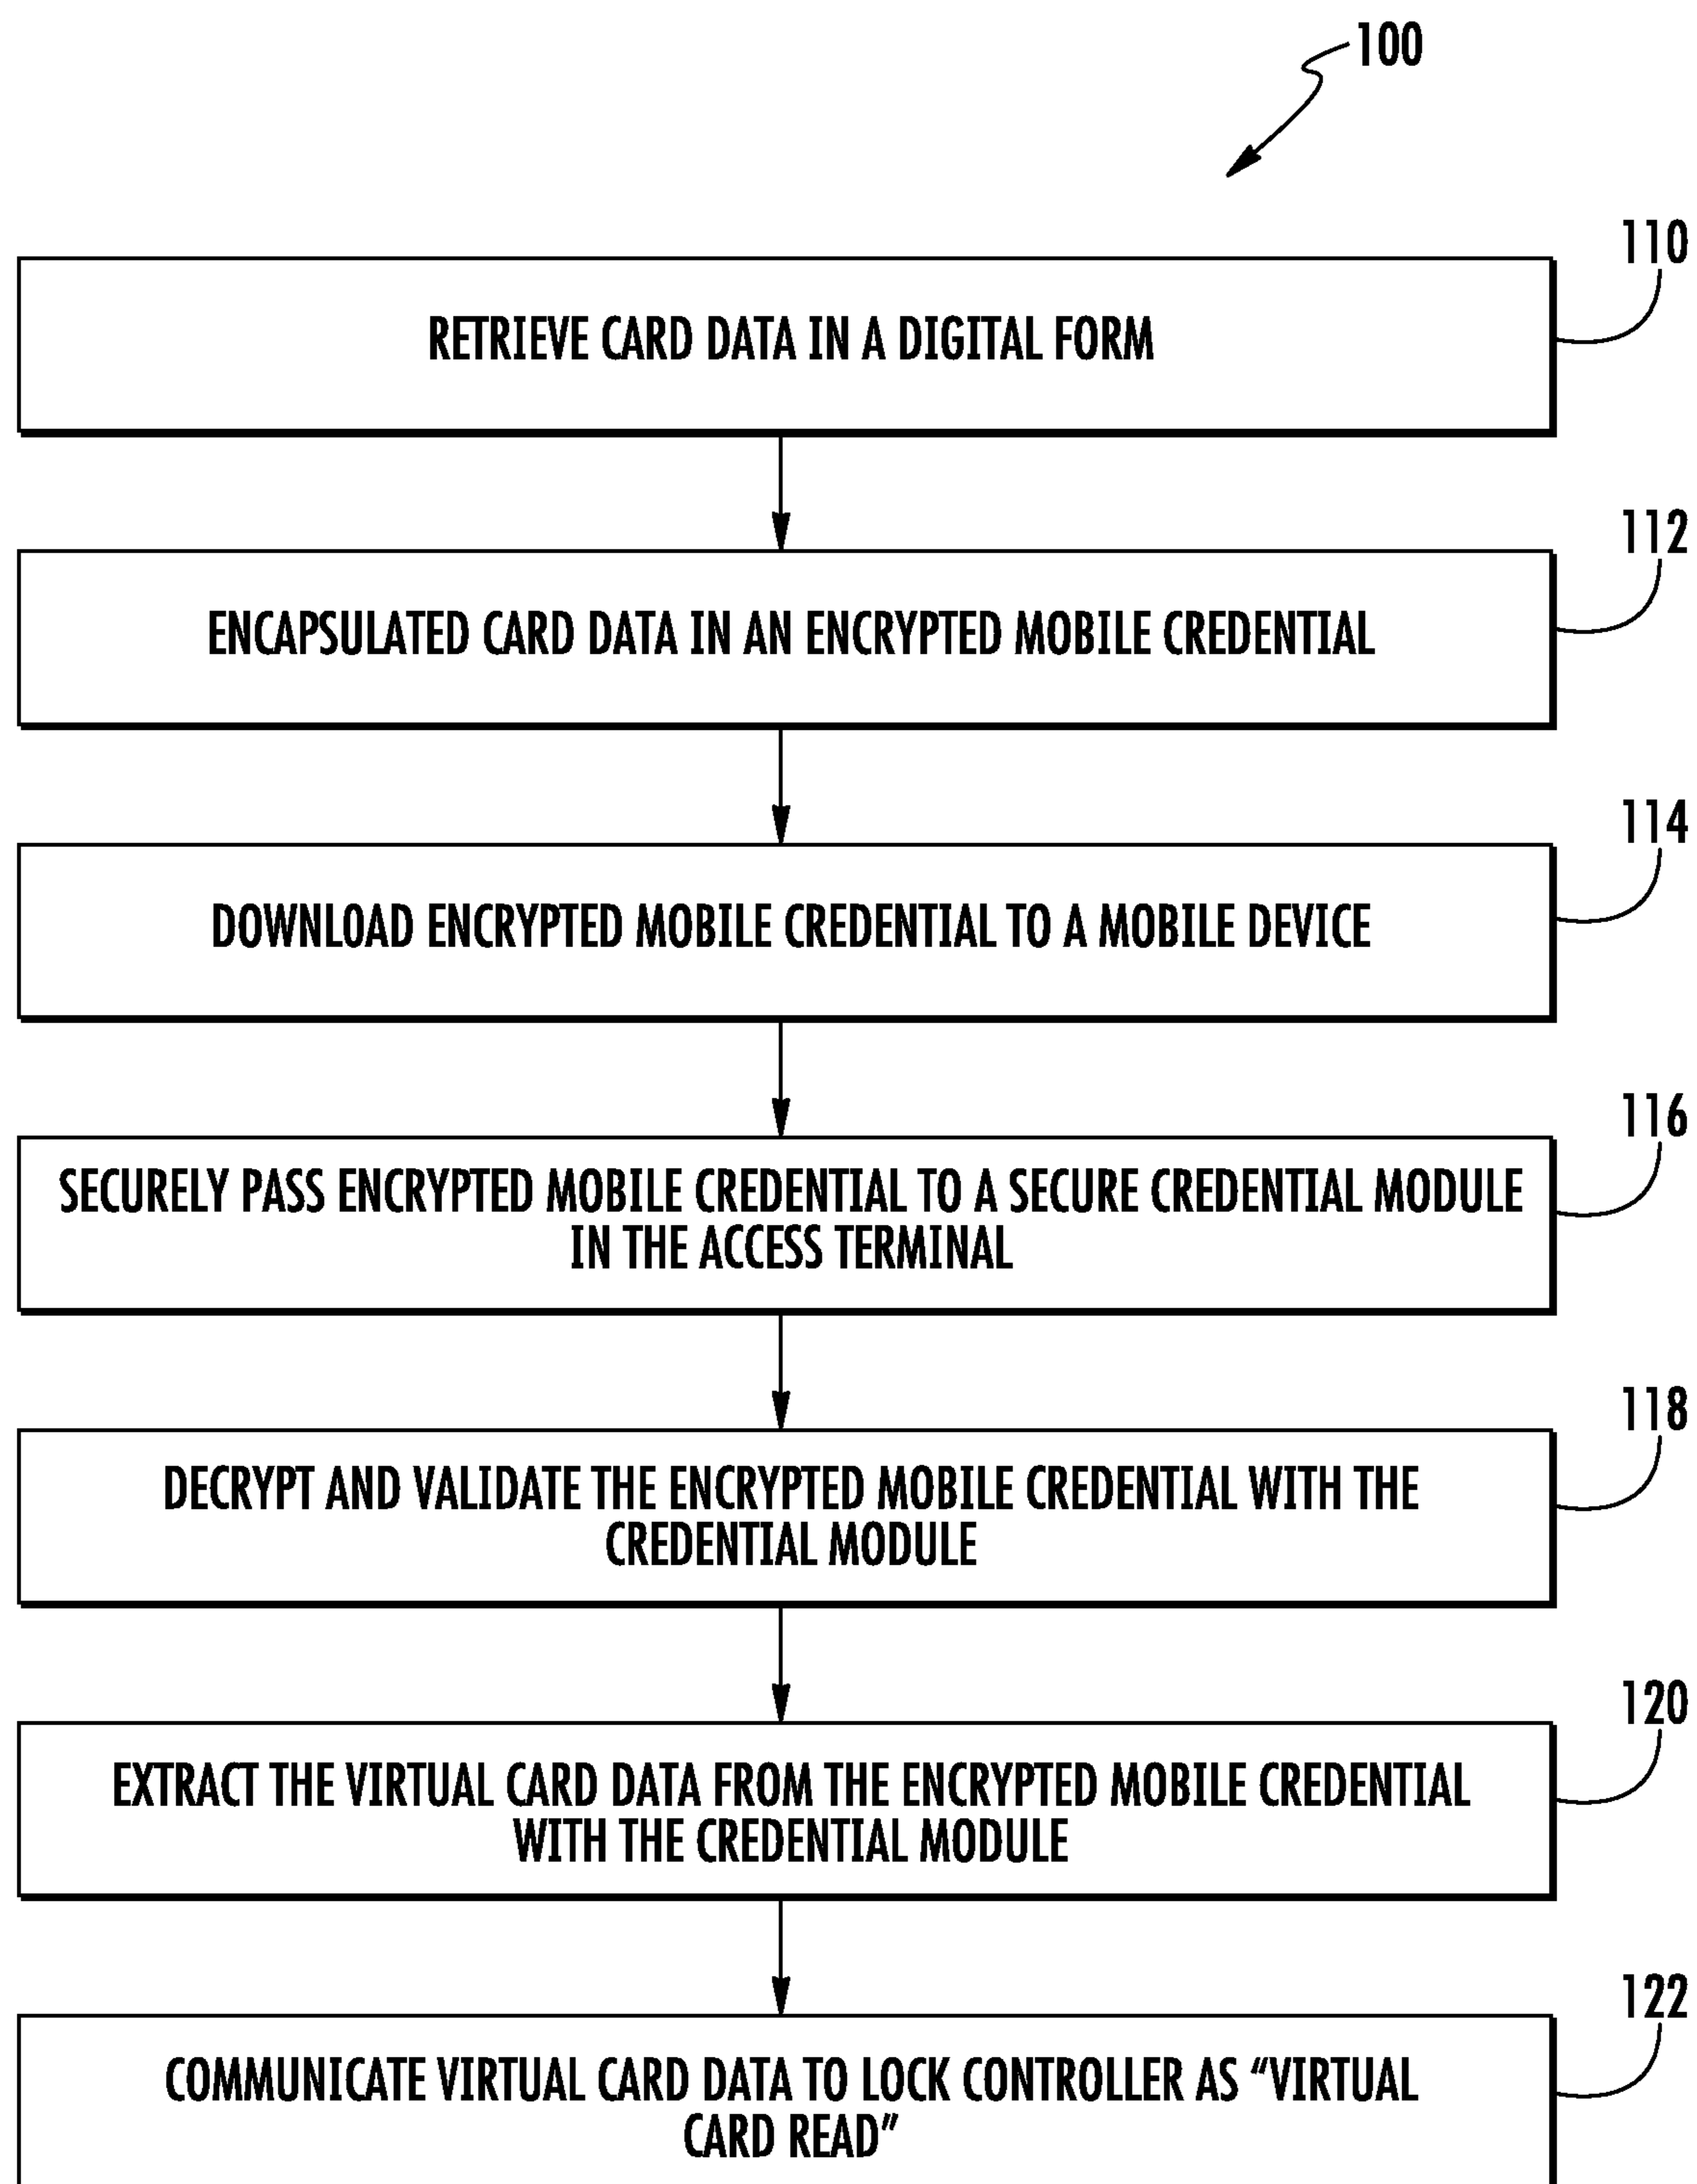 100
110
RETRIEVE CARD DATA IN A DIGITAL FORM
112
ENCAPSULATED CARD DATA IN AN ENCRYPTED MOBILE CREDENTIAL
114
DOWNLOAD ENCRYPTED MOBILE CREDENTIAL TO A MOBILE DEVICE
116
SECURELY PASS ENCRYPTED MOBILE CREDENTIAL TO A SECURE CREDENTIAL MODULE
IN THE ACCESS TERMINAL
118
DECRYPT AND VALIDATE THE ENCRYPTED MOBILE CREDENTIAL WITH THE
CREDENTIAL MODULE
120
EXTRACT THE VIRTUAL CARD DATA FROM THE ENCRYPTED MOBILE CREDENTIAL
WITH THE CREDENTIAL MODULE
122
COMMUNICATE VIRTUAL CARD DATA TO LOCK CONTROLLER AS “VIRTUAL
CARD READ”